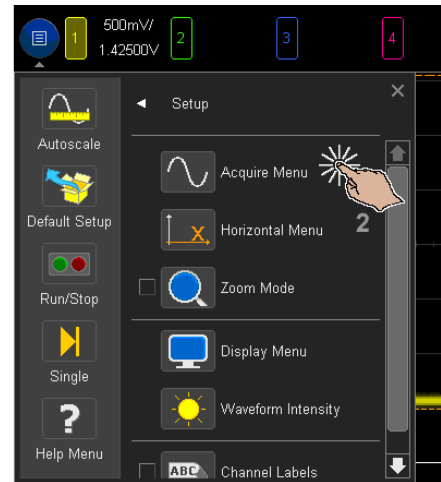 1
500mV/
1.42500V
2
3
4
Setup
Autoscale
Acquire Menu
2
Default Setup
Horizontal Menu
Zoom Mode
Run/Stop
Display Menu
Single
Waveform Intensity
?
Help Menu
ABC
Channel Labels